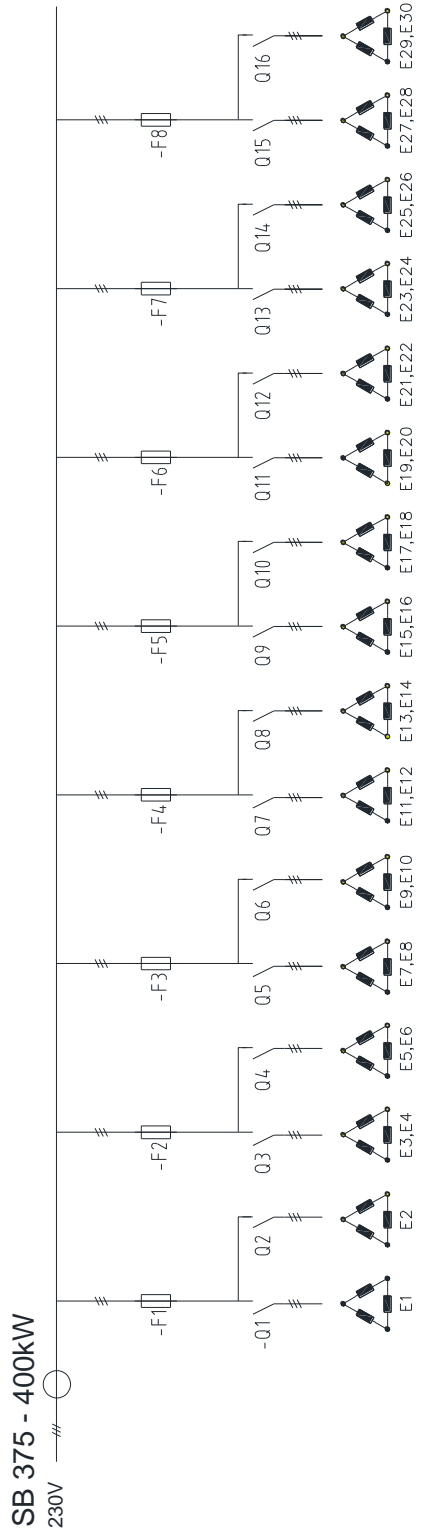 SB 375 - 400kW
230V
-F1
-F2
-F3
-F4
-F5
-F6
-F7
-F8
-Q1
Q2
Q3
Q4
Q5
Q6
Q7
Q8
Q9
Q10
Q11
Q12
Q13
Q14
Q15
Q16
E1
E2
E3,E4
E5,E6
E7,E8
E9,E10
E11,E12
E13,E14
E15,E16
E17,E18
E19,E20
E21,E22
E23,E24
E25,E26
E27,E28
E29,E30